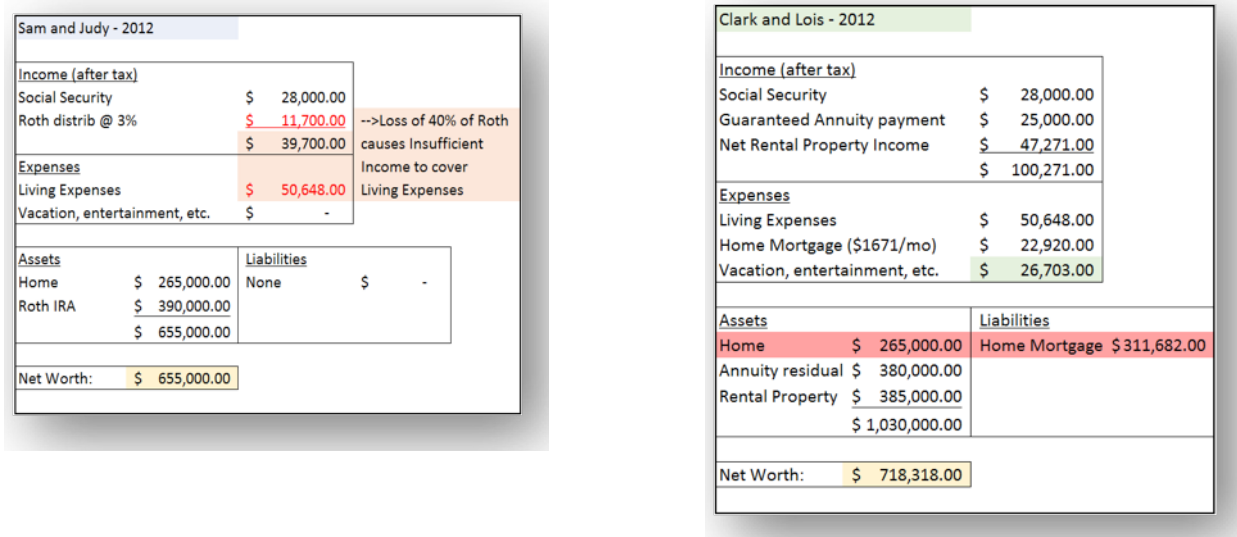 Sam and Judy - 2012
Income (after tax)
Social Security $ 28,000.00
Roth distrib @ 3% $ 11,700.00 -->Loss of 40% of Roth
$ 39,700.00 causes Insufficient
Expenses Income to cover
Living Expenses $ 50,648.00 Living Expenses
Vacation, entertainment, etc. $ -
Assets Liabilities
Home $ 265,000.00 None $ -
Roth IRA $ 390,000.00
$ 655,000.00
Net Worth: $ 655,000.00
Clark and Lois - 2012
Income (after tax)
Social Security $ 28,000.00
Guaranteed Annuity payment $ 25,000.00
Net Rental Property Income $ 47,271.00
$ 100,271.00
Expenses
Living Expenses $ 50,648.00
Home Mortgage ($1671/mo) $ 22,920.00
Vacation, entertainment, etc. $ 26,703.00
Assets Liabilities
Home $ 265,000.00 Home Mortgage $311,682.00
Annuity residual $ 380,000.00
Rental Property $ 385,000.00
$ 1,030,000.00
Net Worth: $ 718,318.00